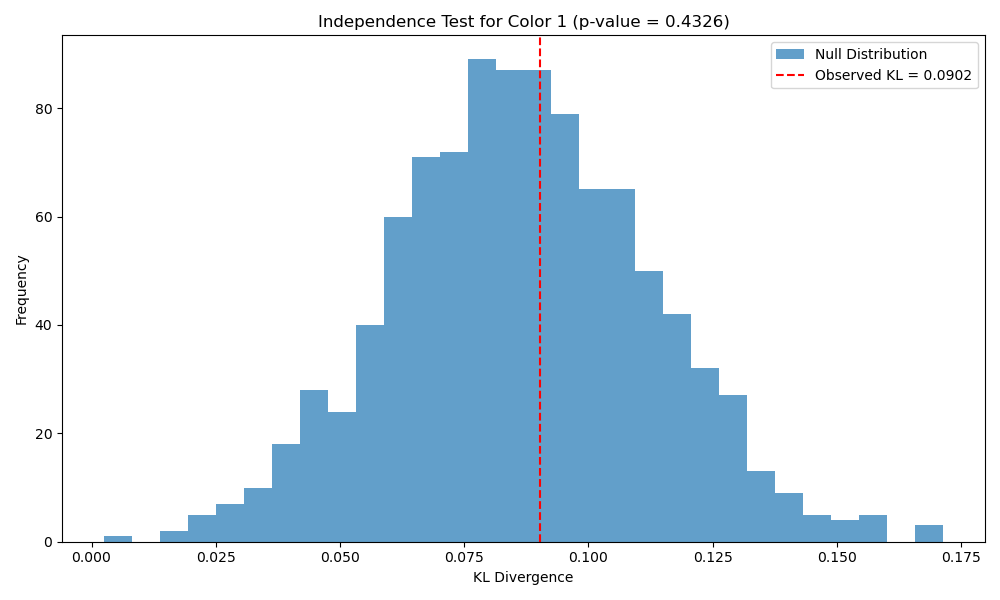 Independence Test for Color 1 (p-value = 0.4326)
Null Distribution
Observed KL = 0.0902
Frequency
80
60
40
20
0
0.000 0.025 0.050 0.075 0.100 0.125 0.150 0.175
KL Divergence